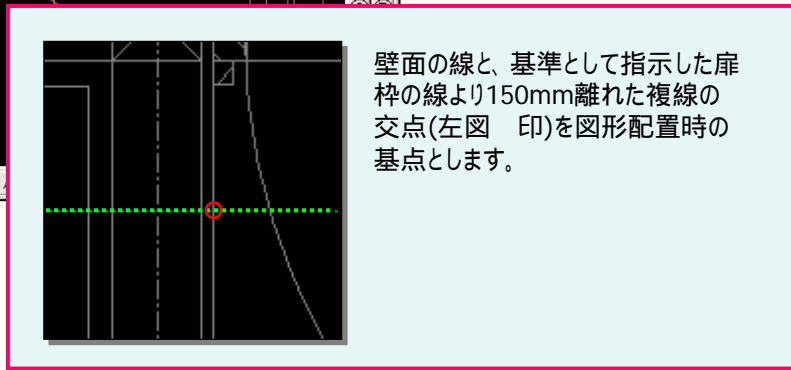 壁面の線と、基準として指示した扉
枠の線より150mm離れた複線の
交点(左図　印)を図形配置時の
基点とします。